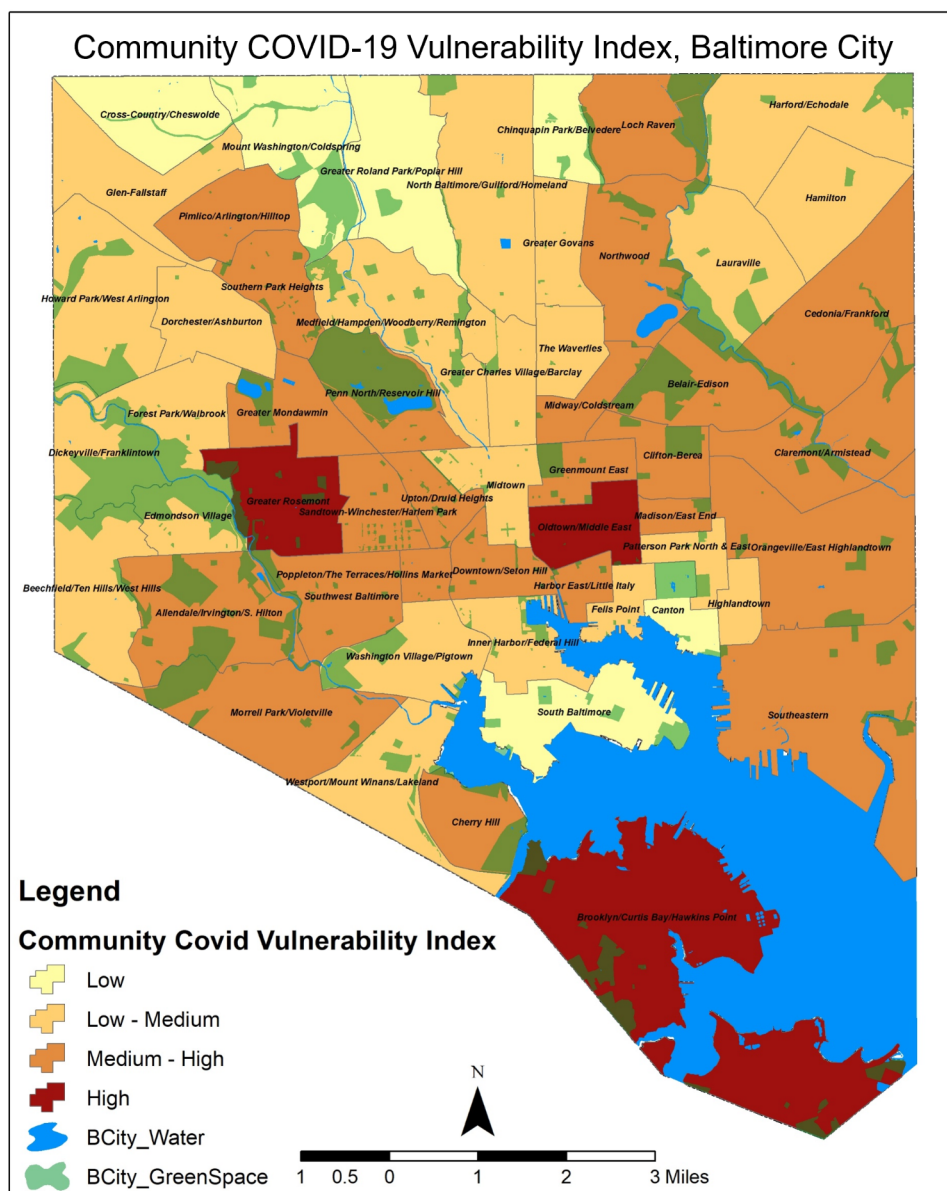 Community COVID-19 Vulnerability Index, Baltimore City
Harford/Echodale
Cross-Country/Cheswolde
Loch Raven
Chinquapin Park/Belvedere
Mount Washington/Coldspring
Greater Roland Park/Poplar Hill
North Baltimore/Guilford/Homeland
Glen-Fallstaff
Hamilton
Pimlico/Arlington/Hilltop
Greater Govans
Northwood
Lauraville
Southern Park Heights
Howard Park/West Arlington
Cedonia/Frankford
Dorchester/Ashburton
Medfield/Hampden/Woodberry/Remington
The Waverlies
Greater Charles Village/Barclay
Belair-Edison
Penn North/Reservoir Hill
Midway/Coldstream
Forest Park/Walbrook
Greater Mondawmin
Dickeyville/Franklintown
Claremont/Armistead
Clifton-Berea
Greenmount East
Midtown
Upton/Druid Heights
Greater Rosemont
Sandtown-Winchester/Harlem Park
Edmondson Village
Madison/East End
Oldtown/Middle East
Patterson Park North & East
Orangeville/East Highlandtown
Downtown/Seton Hill
Poppleton/The Terraces/Hollins Market
Harbor East/Little Italy
Beechfield/Ten Hills/West Hills
Southwest Baltimore
Highlandtown
Allendale/Irvington/S. Hilton
Fells Point
Canton
Inner Harbor/Federal Hill
Washington Village/Pigtown
Morrell Park/Violetville
South Baltimore
Southeastern
Westport/Mount Winans/Lakeland
Cherry Hill
Brooklyn/Curtis Bay/Hawkins Point
Legend
Community Covid Vulnerability Index
Low
Low - Medium
Medium - High
High
BCity_Water
BCity_GreenSpace
N
1 0.5 0 1 2 3 Miles